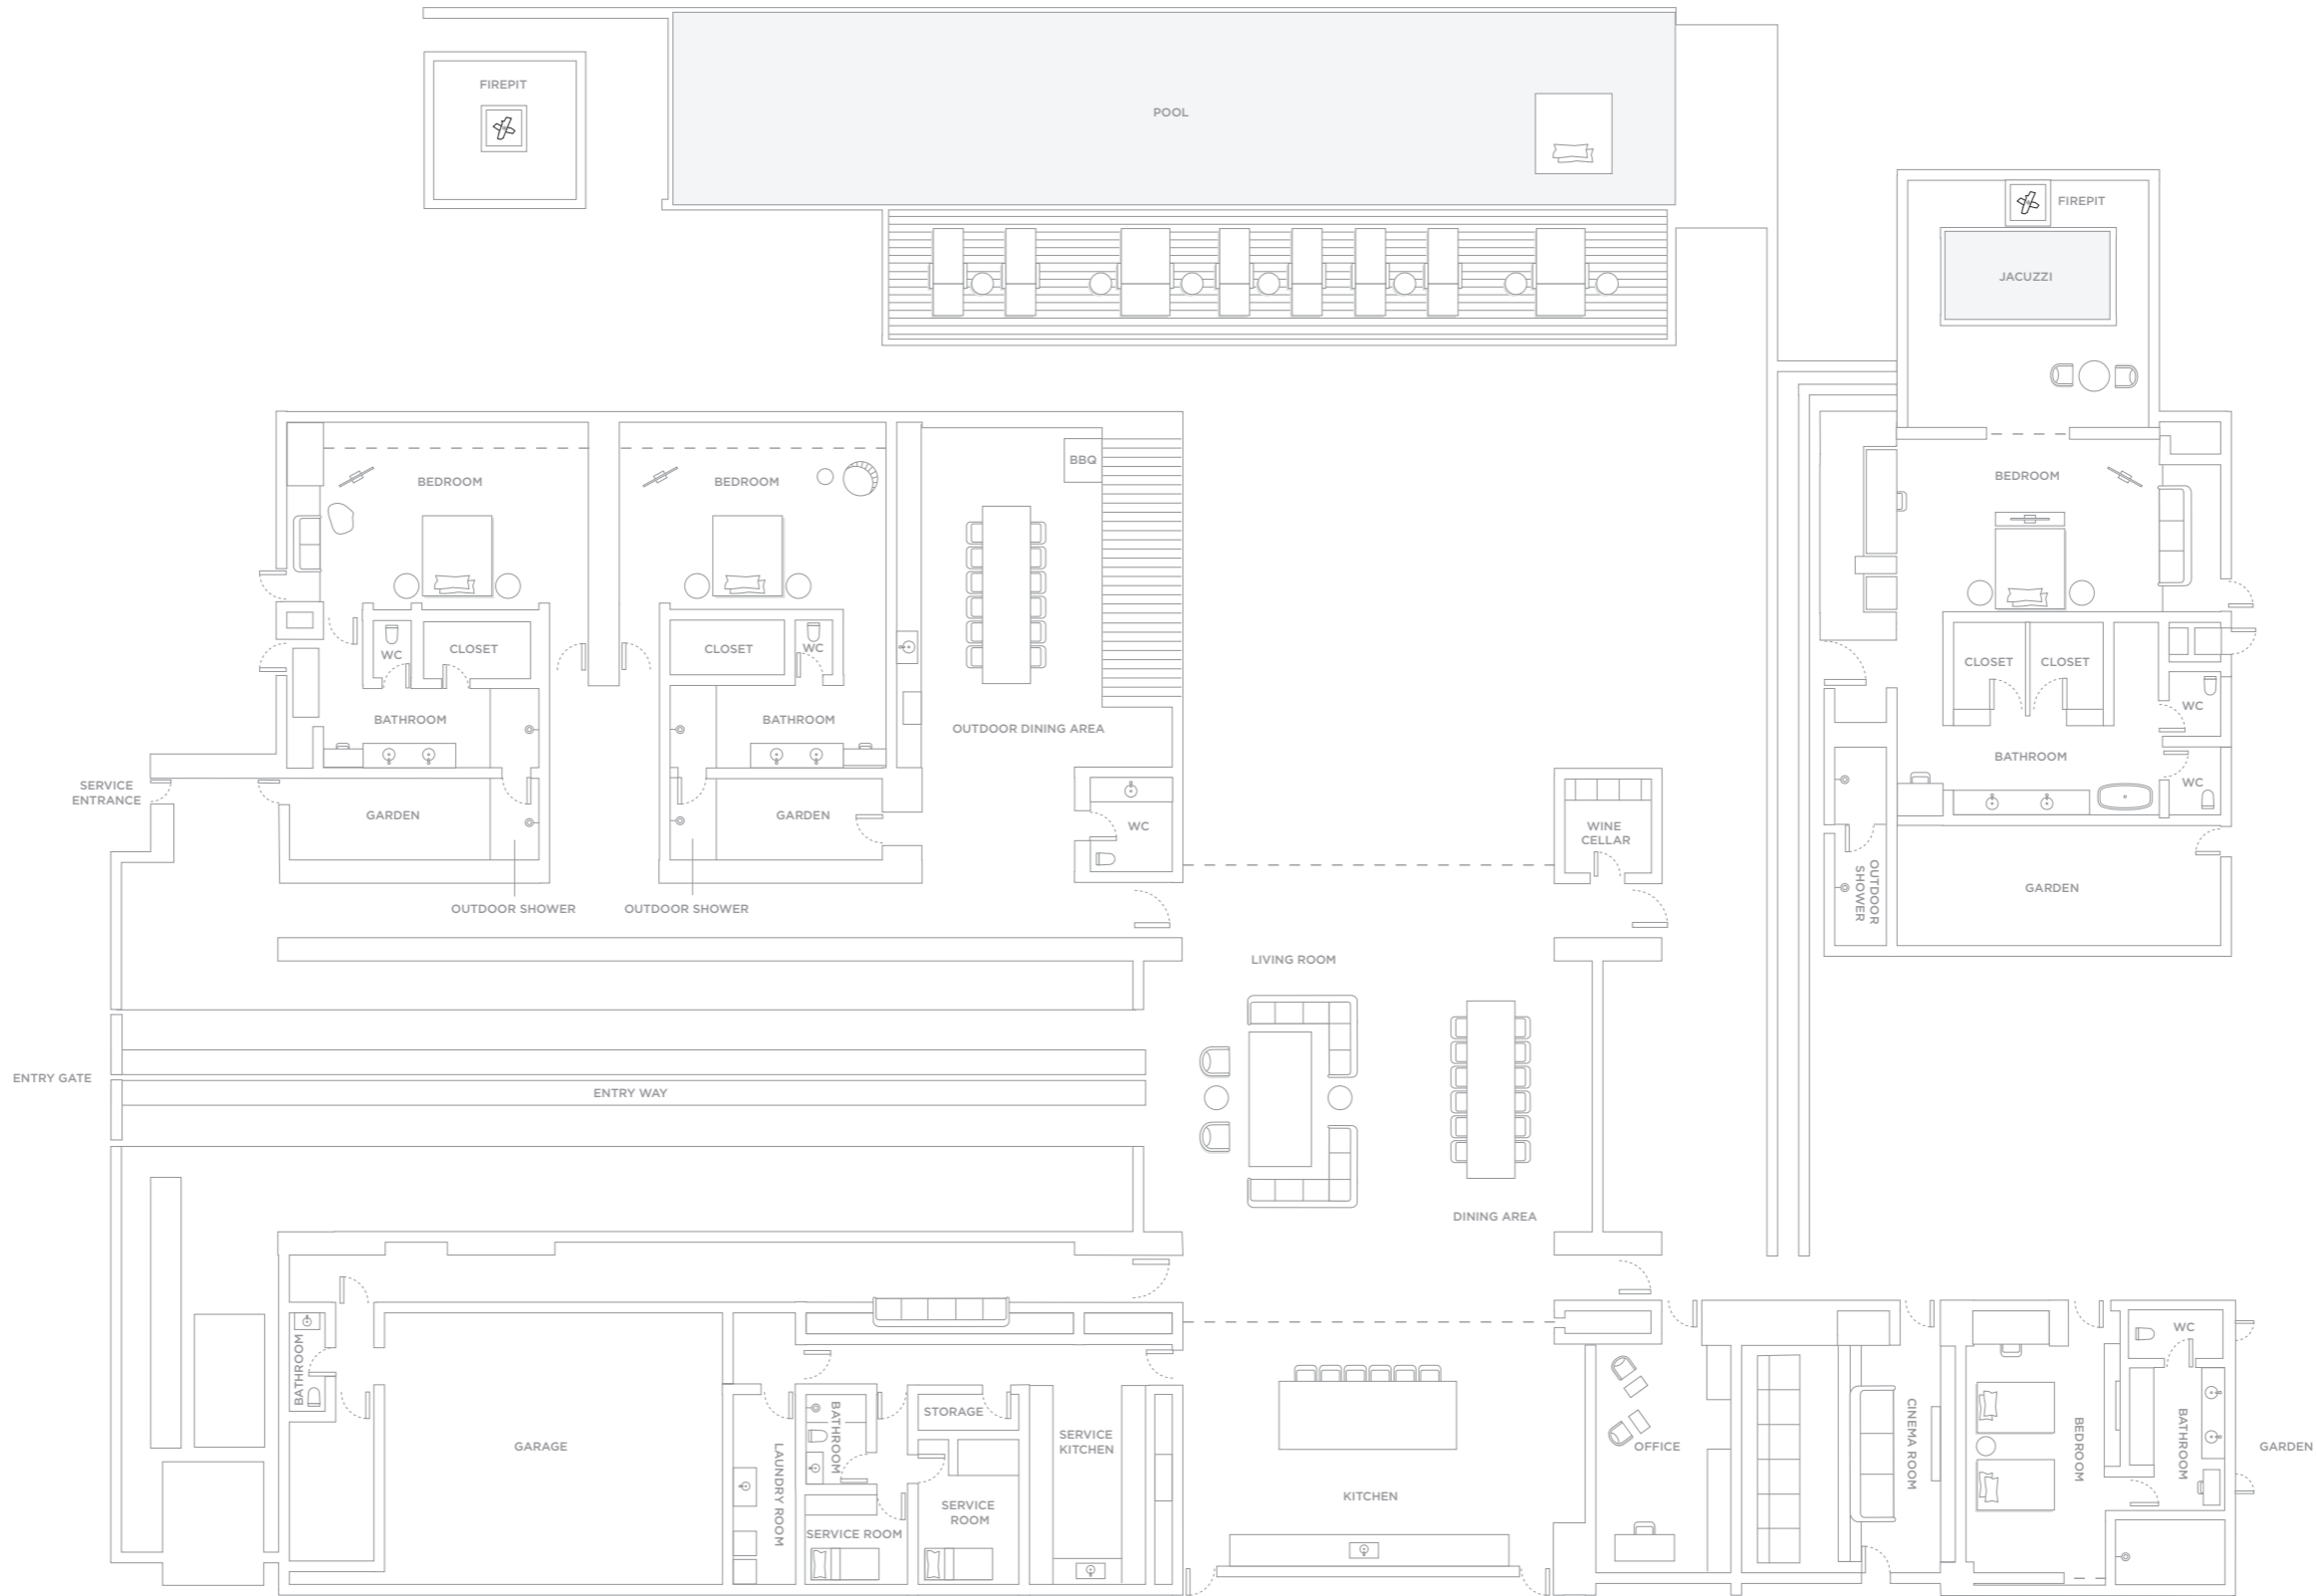 FIREPIT
POOL
FIREPIT
JACUZZI
BEDROOM
BEDROOM
BBQ
BEDROOM
WC
CLOSET
CLOSET
WC
CLOSET
CLOSET
WC
BATHROOM
BATHROOM
OUTDOOR DINING AREA
BATHROOM
WC
SERVICE
ENTRANCE
GARDEN
GARDEN
WC
WINE
CELLAR
OUTDOOR
SHOWER
GARDEN
OUTDOOR SHOWER
OUTDOOR SHOWER
LIVING ROOM
ENTRY GATE
ENTRY WAY
DINING AREA
BATHROOM
WC
GARAGE
LAUNDRY ROOM
BATHROOM
STORAGE
SERVICE
KITCHEN
SERVICE ROOM
SERVICE
ROOM
KITCHEN
OFFICE
CINEMA ROOM
BEDROOM
BATHROOM
GARDEN